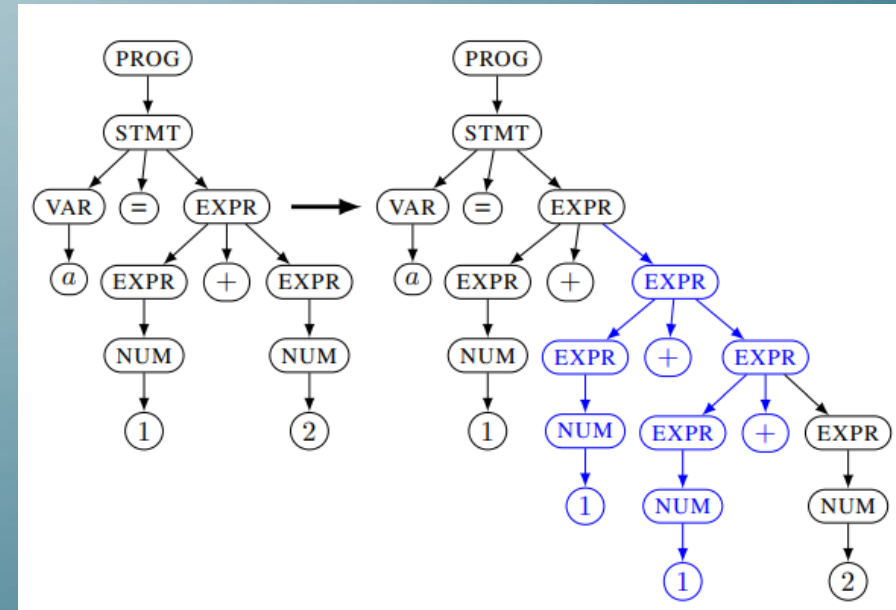 PROG PROG
STMT STMT
VAR = EXPR VAR = EXPR
a EXPR + EXPR a EXPR + EXPR
NUM NUM NUM EXPR + EXPR
1 2 1 NUM EXPR + EXPR
1 NUM NUM
1 2